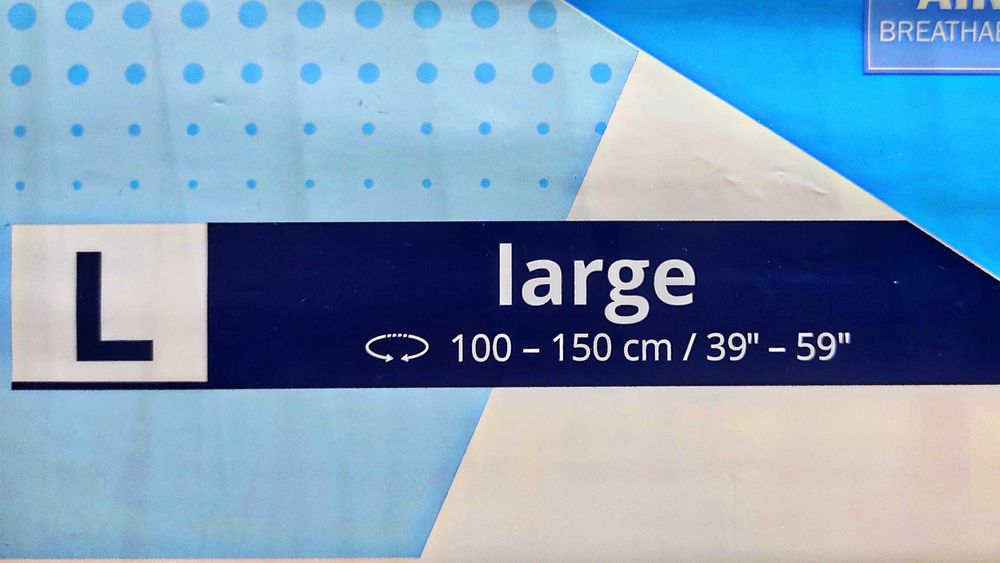 BREATHAB
L
large
100 – 150 cm / 39" – 59"